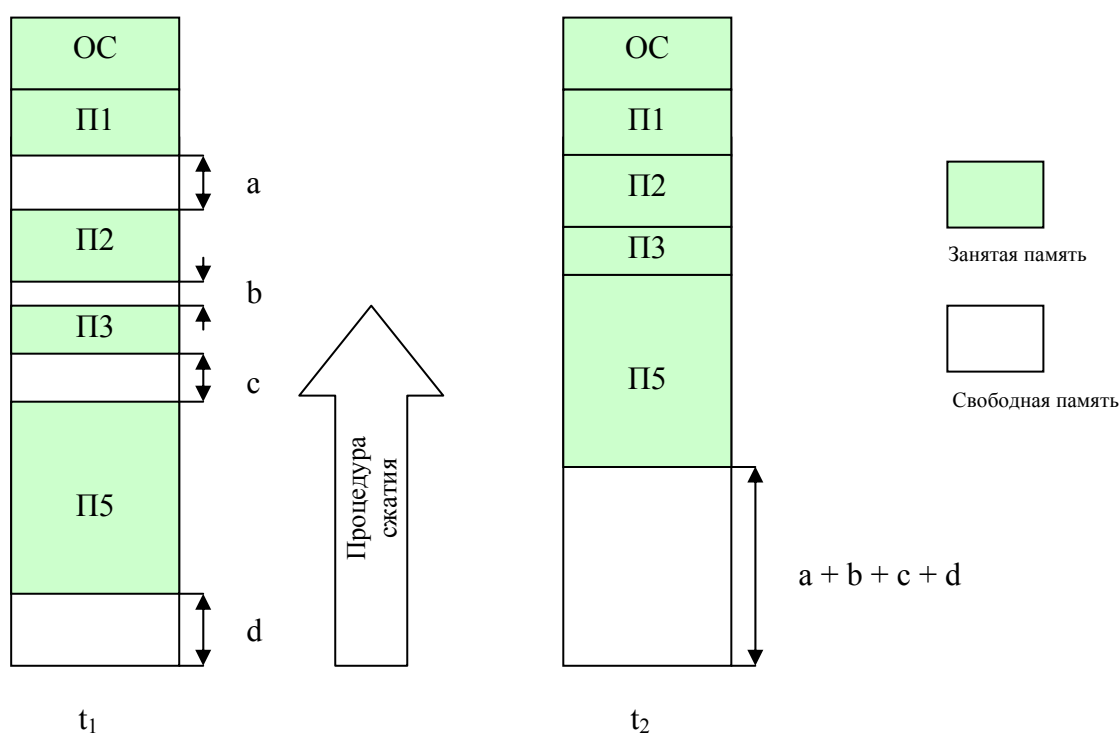 ОС
П1
a
П2
b
П3
c
П5
d
t₁
Процедура
сжатия
ОС
П1
П2
П3
П5
a + b + c + d
t₂
Занятая память
Свободная память